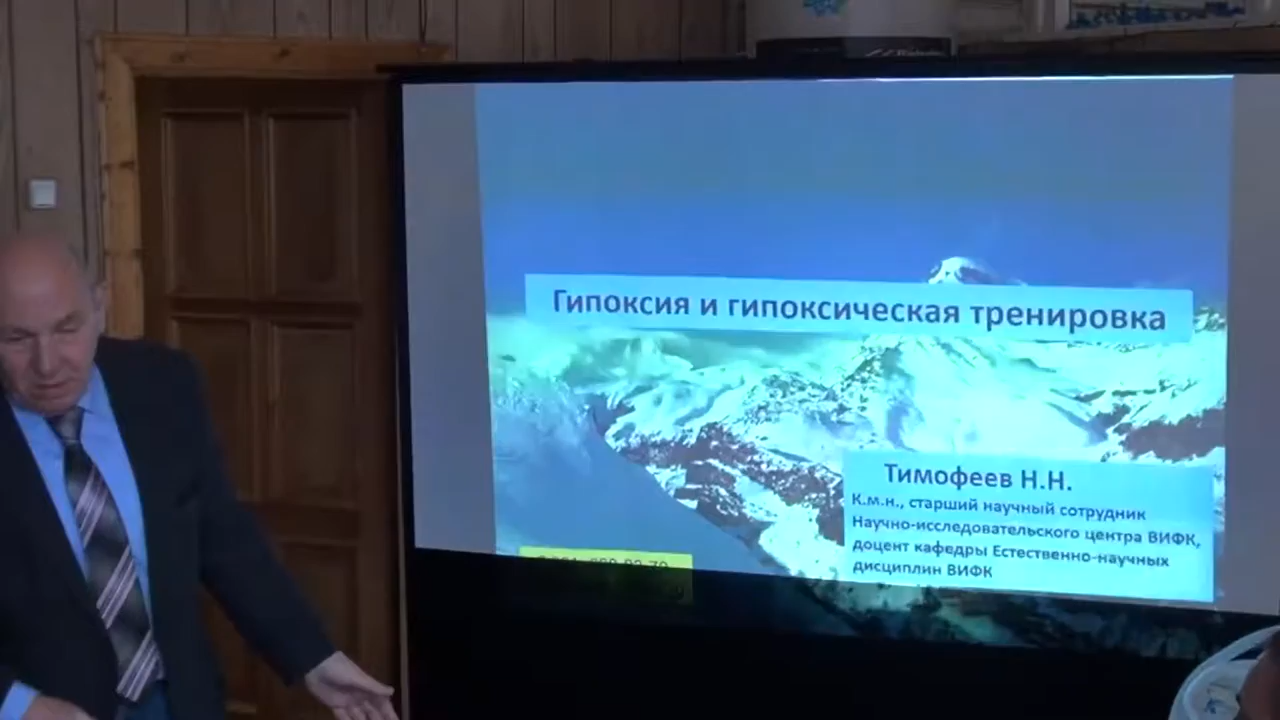 Гипоксия и гипоксическая тренировка
Тимофеев Н.Н.
К.м.н., старший научный сотрудник
Научно-исследовательского центра ВИФК,
доцент кафедры Естественно-научных
дисциплин ВИФК